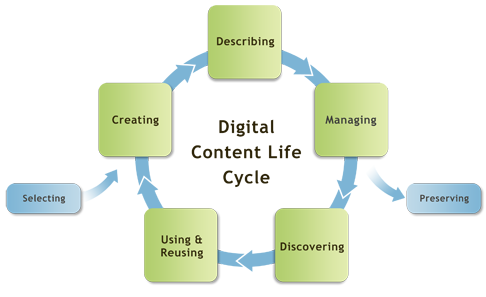 Describing
Creating
Managing
Digital
Content Life
Cycle
Selecting
Preserving
Using &
Reusing
Discovering